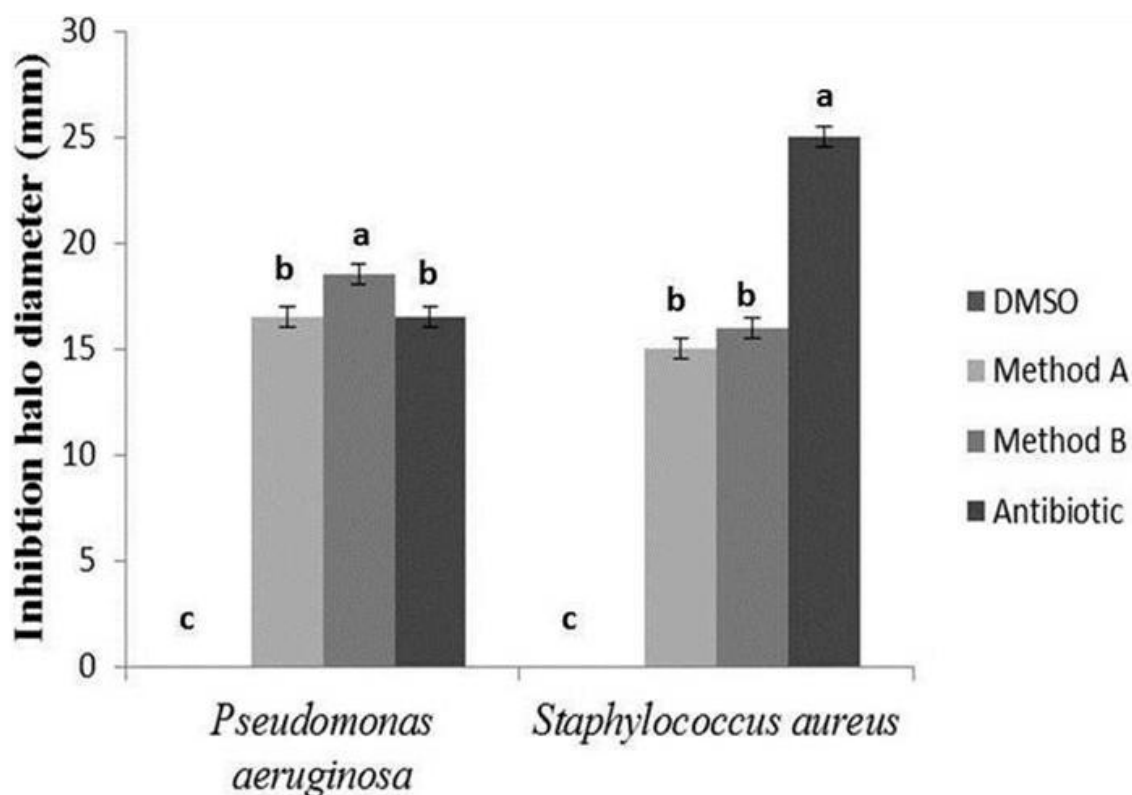 Inhibtion halo diameter (mm)
30
25
20
15
10
5
0
c
b
a
b
c
b
b
a
Pseudomonas
aeruginosa
Staphylococcus aureus
DMSO
Method A
Method B
Antibiotic